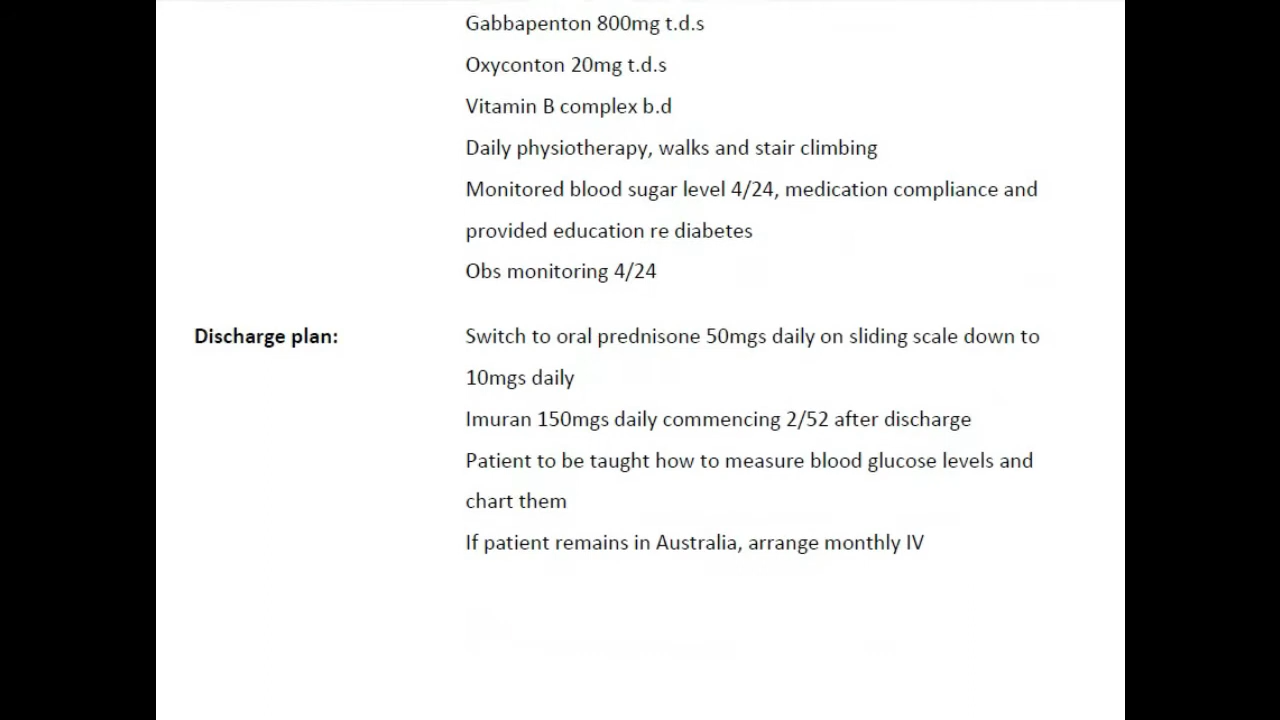 Gabbapenton 800mg t.d.s
Oxyconton 20mg t.d.s
Vitamin B complex b.d
Daily physiotherapy, walks and stair climbing
Monitored blood sugar level 4/24, medication compliance and
provided education re diabetes
Obs monitoring 4/24
Discharge plan: Switch to oral prednisone 50mgs daily on sliding scale down to
10mgs daily
Imuran 150mgs daily commencing 2/52 after discharge
Patient to be taught how to measure blood glucose levels and
chart them
If patient remains in Australia, arrange monthly IV